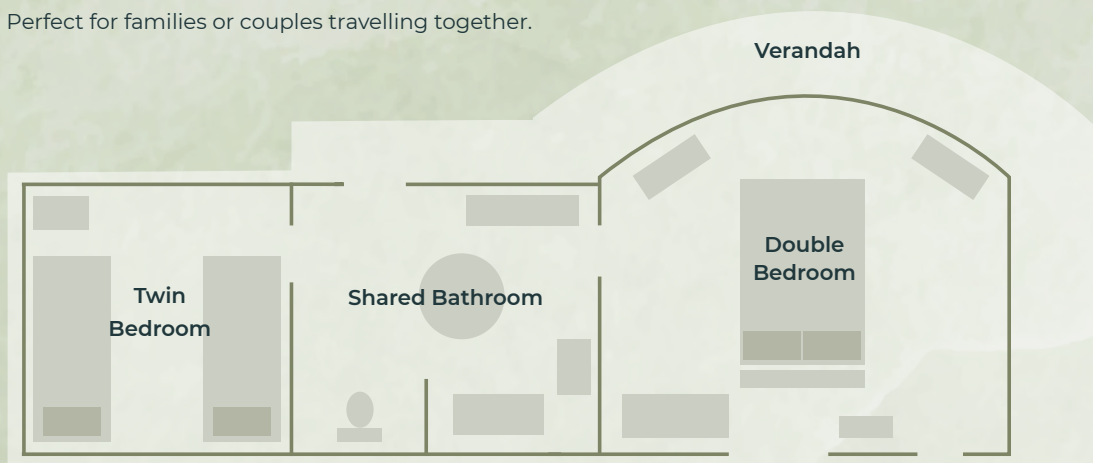 Perfect for families or couples travelling together.
Verandah
Double
Bedroom
Twin
Bedroom
Shared Bathroom